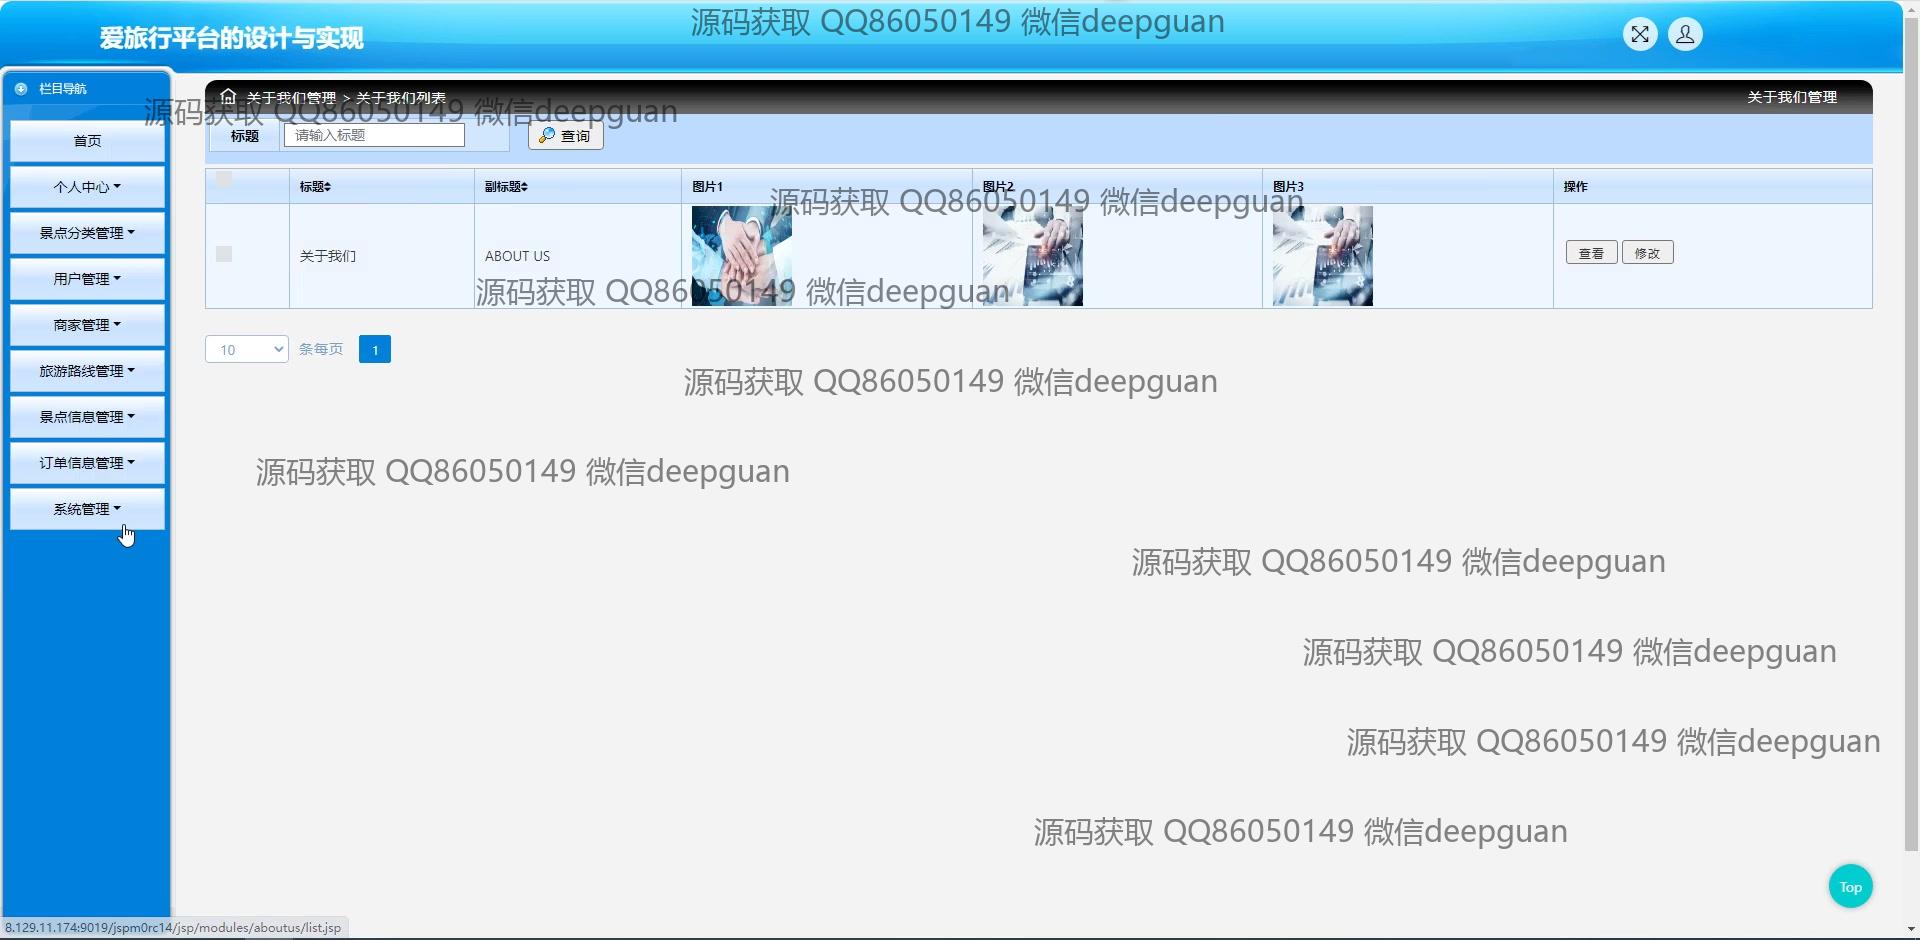 源码获取 QQ86050149 微信deepguan
爱旅行平台的设计与实现
栏目导航
首页
个人中心
景点分类管理
用户管理
商家管理
旅游路线管理
景点信息管理
订单信息管理
系统管理
关于我们管理 > 关于我们列表
关于我们管理
源码获取 QQ86050149 微信deepguan
标题 请输入标题 查询
标题 副标题 图片1 图片2 图片3 操作
源码获取 QQ86050149 微信deepguan
关于我们 ABOUT US 查看 修改
源码获取 QQ86050149 微信deepguan
10 条每页 1
源码获取 QQ86050149 微信deepguan
源码获取 QQ86050149 微信deepguan
源码获取 QQ86050149 微信deepguan
源码获取 QQ86050149 微信deepguan
源码获取 QQ86050149 微信deepguan
源码获取 QQ86050149 微信deepguan
Top
8.129.11.174:9019/jspm0rc14/jsp/modules/aboutus/list.jsp